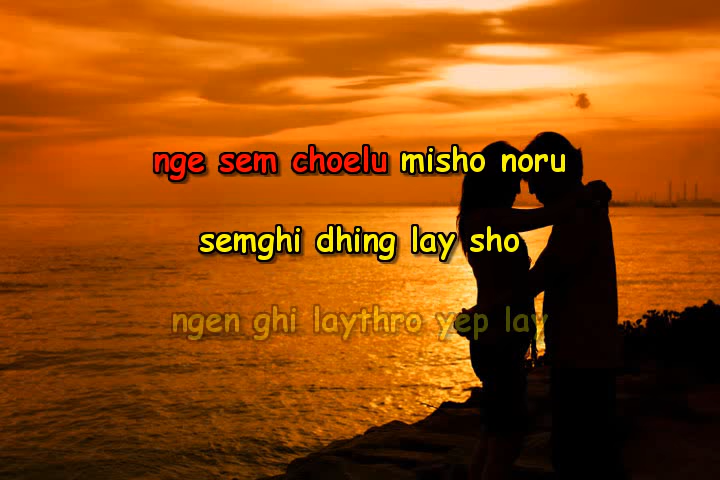 nge sem choelu misho noru
semghi dhing lay sho
ngen ghi laythro yep lay